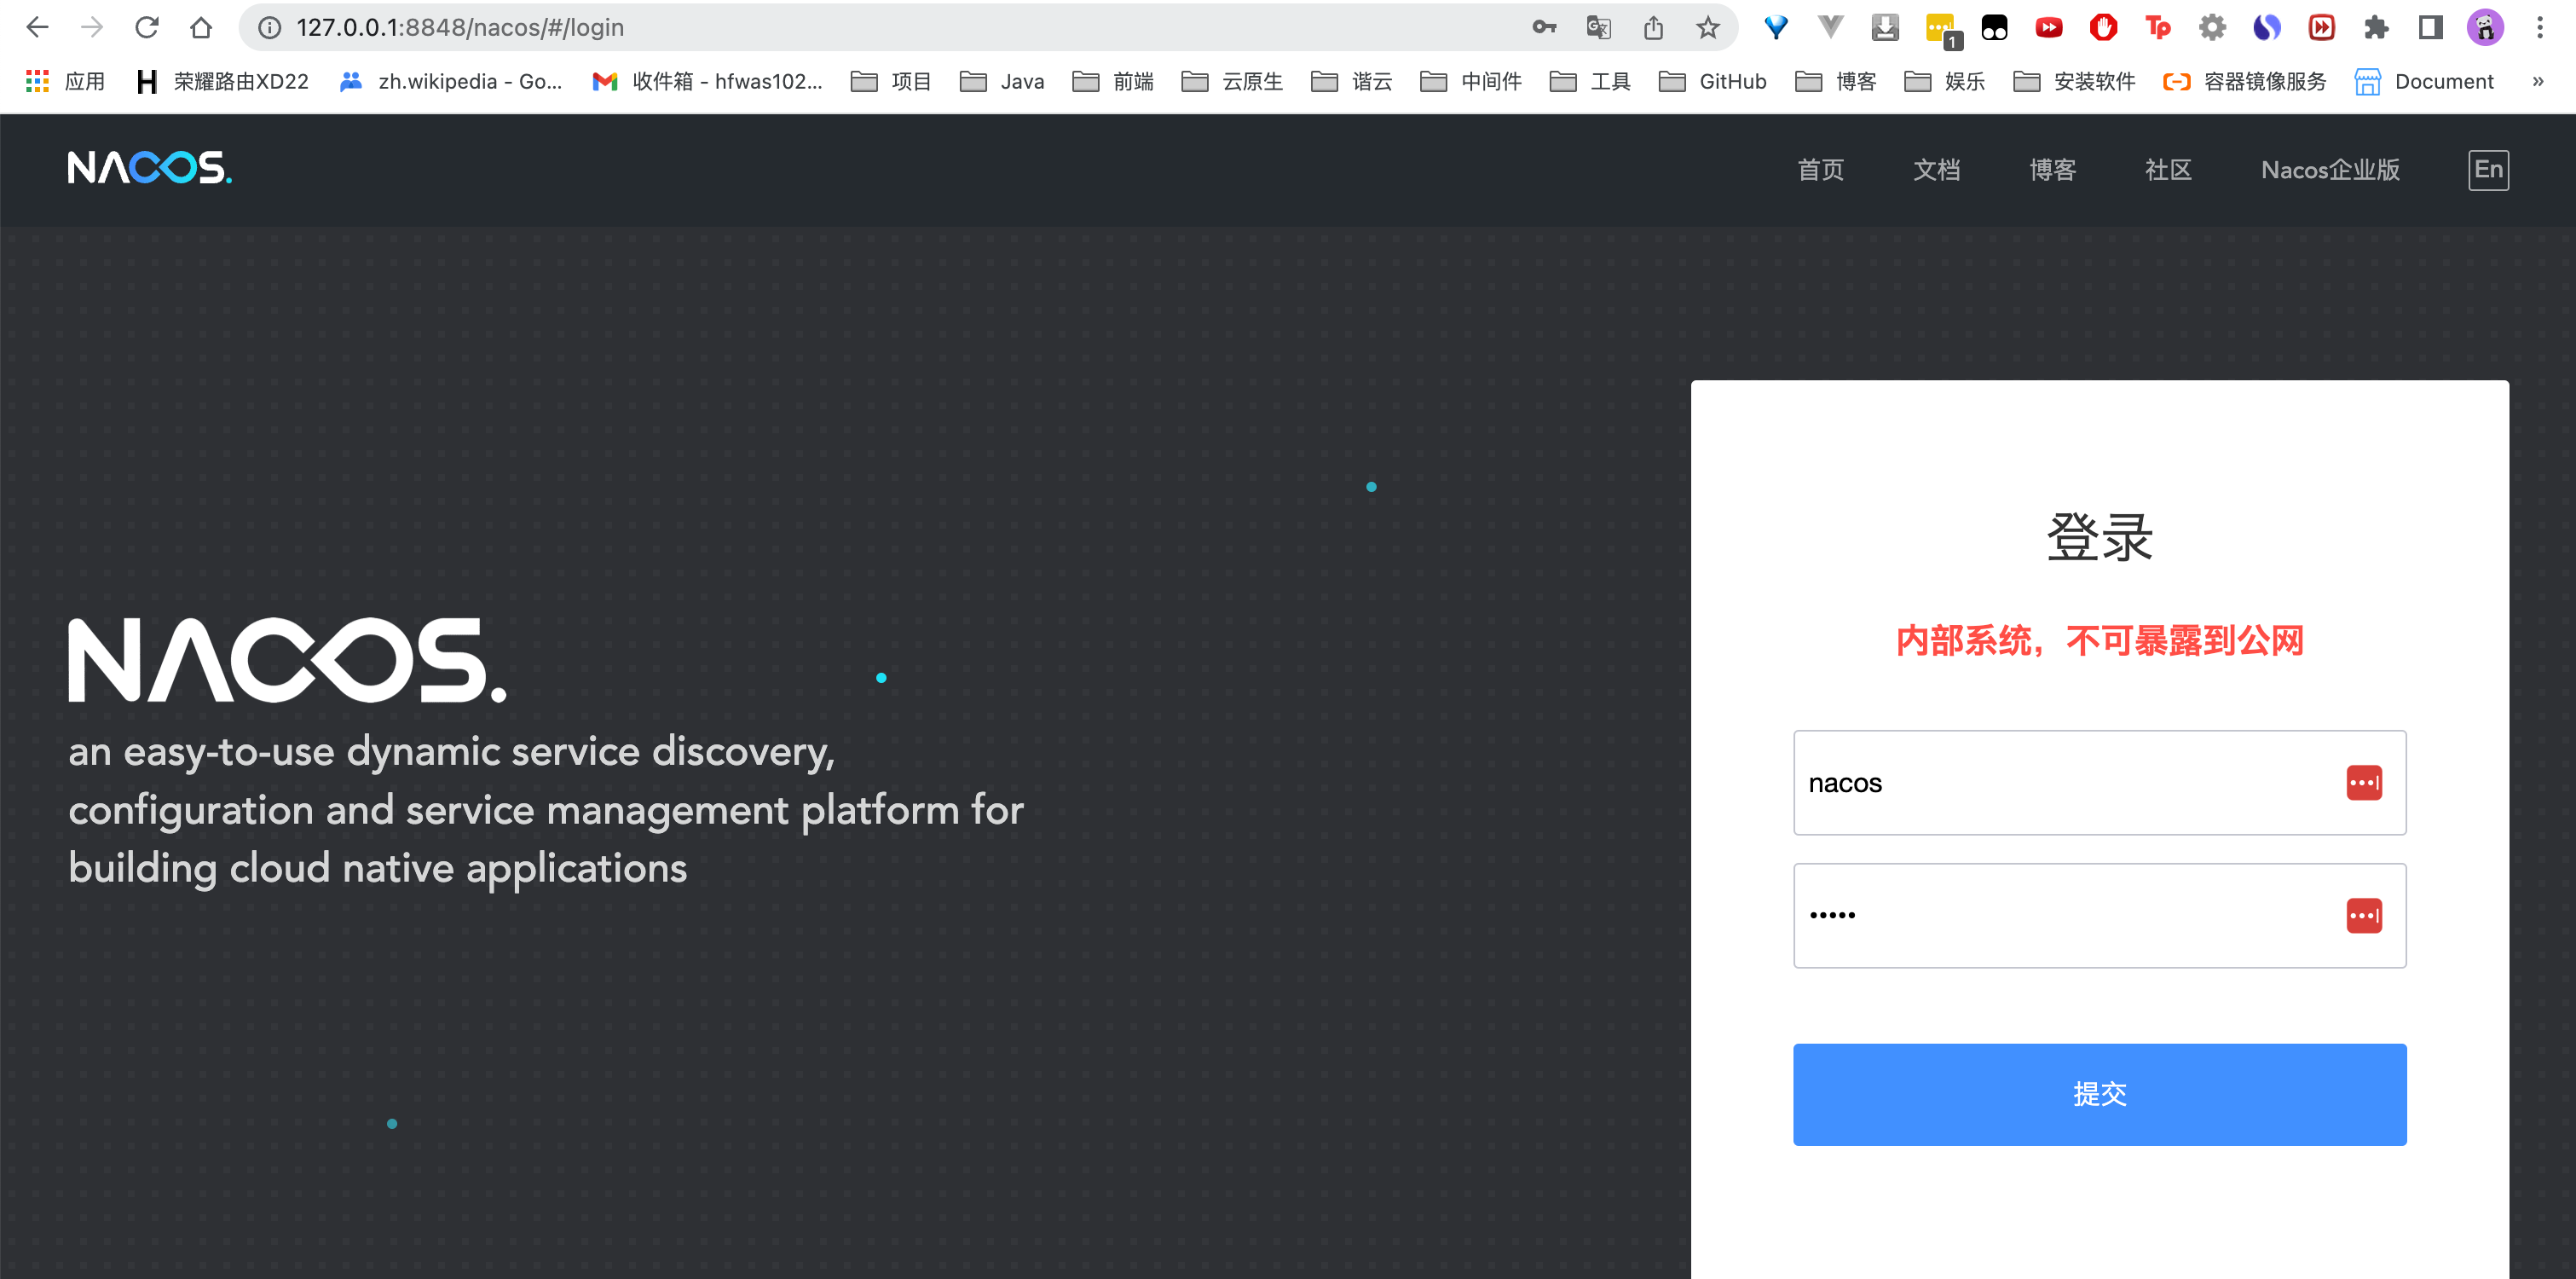 127.0.0.1:8848/nacos/#/login
1
应用 荣耀路由XD22 zh.wikipedia - Go... 收件箱 - hfwas102... 项目 Java 前端 云原生 谐云 中间件 工具 GitHub 博客 娱乐 安装软件 容器镜像服务 Document »
NACOS. 首页 文档 博客 社区 Nacos企业版 En
登录
内部系统，不可暴露到公网
NACOS.
an easy-to-use dynamic service discovery,
configuration and service management platform for
building cloud native applications
nacos
•••••
提交